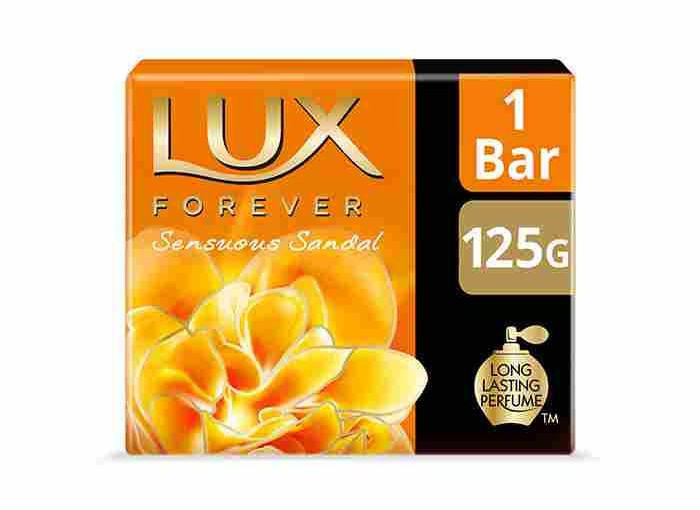 LUX
FOREVER
Sensuous Sandal
1
Bar
125G
LONG
LASTING
PERFUME
TM